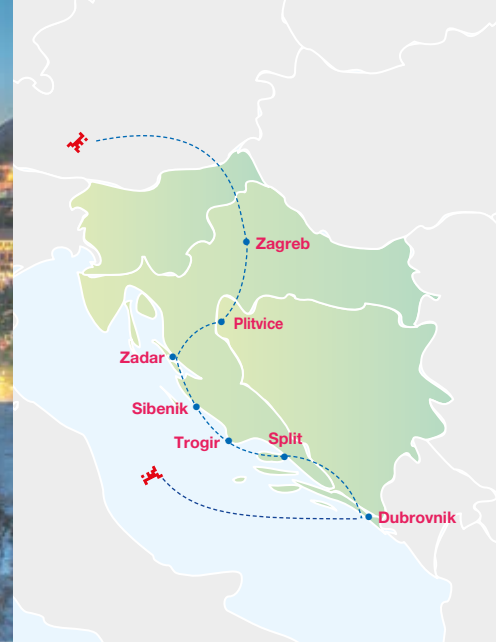 Zagreb
Plitvice
Zadar
Sibenik
Trogir
Split
Dubrovnik